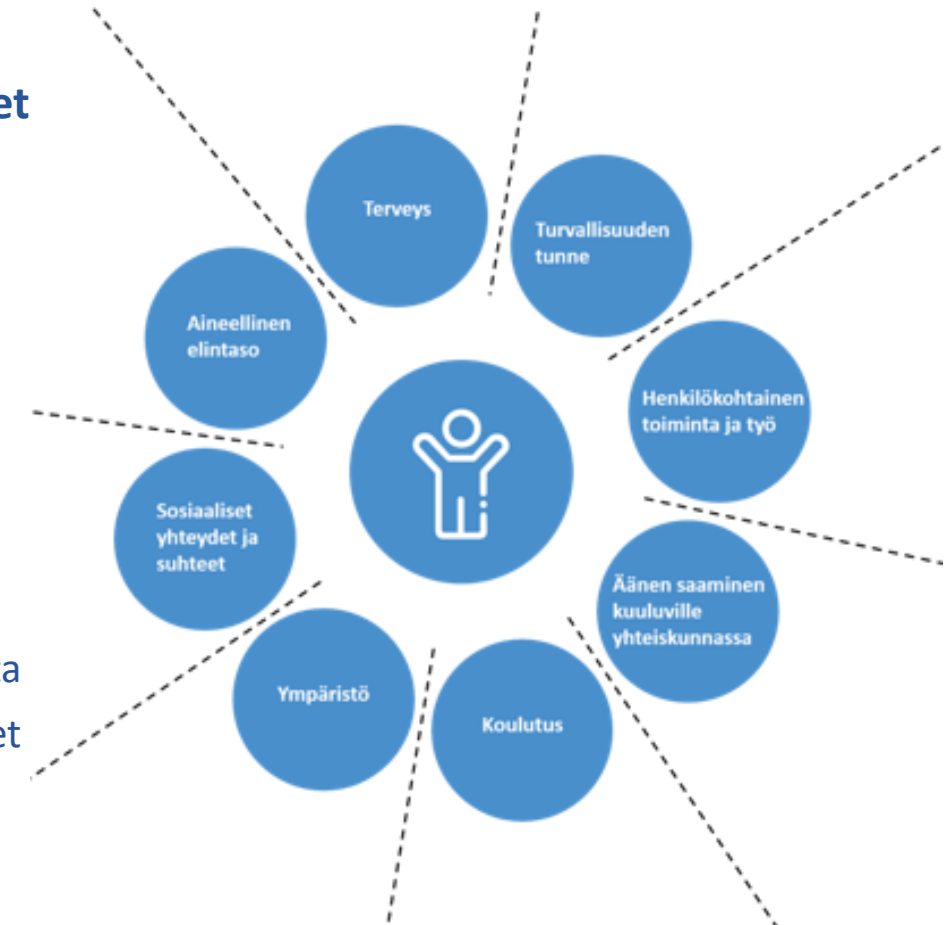 et
Terveys
Turvallisuuden
tunne
Aineellinen
elintaso
Henkilökohtainen
toiminta ja työ
Sosiaaliset
yhteydet ja
suhteet
Äänen saaminen
kuuluville
yhteiskunnassa
ta
et
Ympäristö
Koulutus